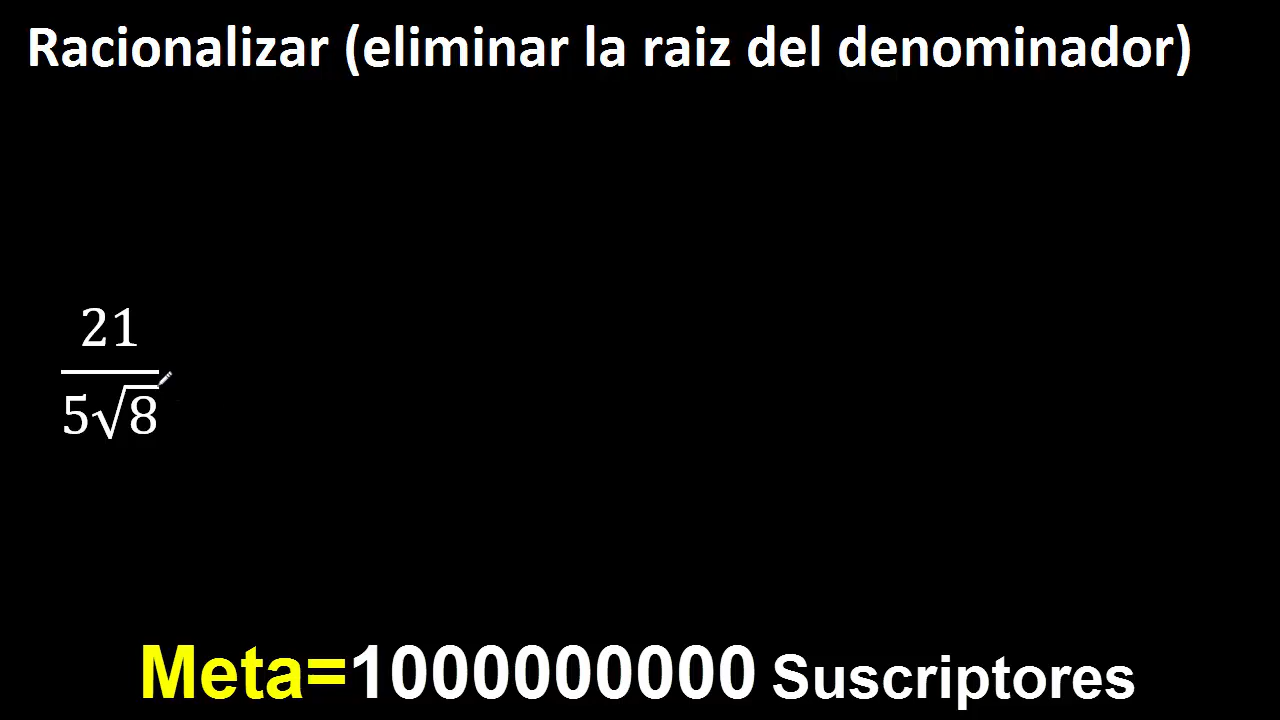 Racionalizar (eliminar la raiz del denominador)
21
5√8
Meta=1000000000 Suscriptores